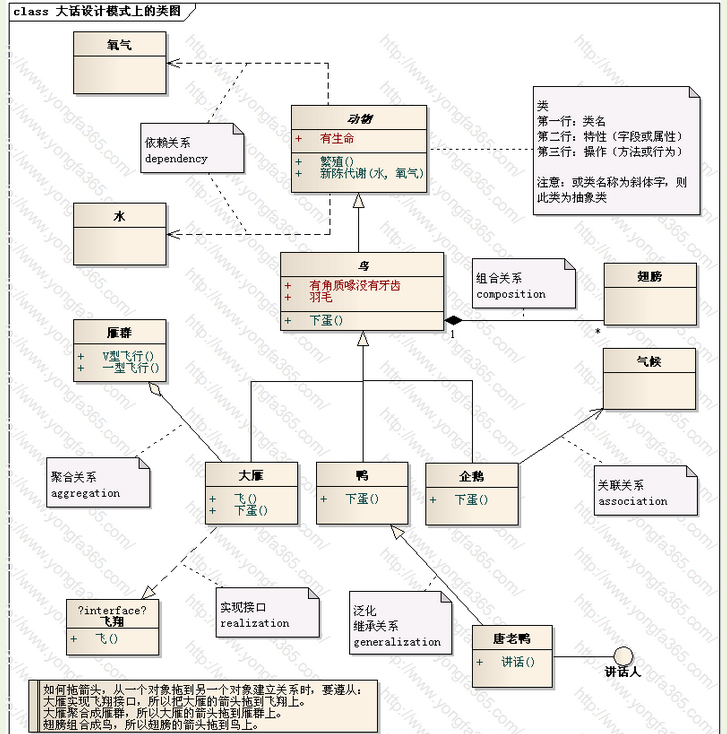 class 大话设计模式上的类图
氧气
动物
+ 有生命
+ 繁殖()
+ 新陈代谢(水, 氧气)
类
第一行：类名
第二行：特性（字段或属性）
第三行：操作（方法或行为）
注意：或类名称为斜体字，则
此类为抽象类
依赖关系
dependency
水
鸟
+ 有角质喙没有牙齿
+ 羽毛
+ 下蛋()
组合关系
composition
翅膀
1
*
雁群
+ V型飞行()
+ 一型飞行()
气候
聚合关系
aggregation
大雁
+ 飞()
+ 下蛋()
鸭
+ 下蛋()
企鹅
+ 下蛋()
关联关系
association
?interface?
飞翔
+ 飞()
实现接口
realization
泛化
继承关系
generalization
唐老鸭
+ 讲话()
讲话人
如何拖箭头，从一个对象拖到另一个对象建立关系时，要遵从：
大雁实现飞翔接口，所以把大雁的箭头拖到飞翔上。
大雁聚合成雁群，所以大雁的箭头拖到雁群上。
翅膀组合成鸟，所以翅膀的箭头拖到鸟上。
http://www.yongfa365.com/